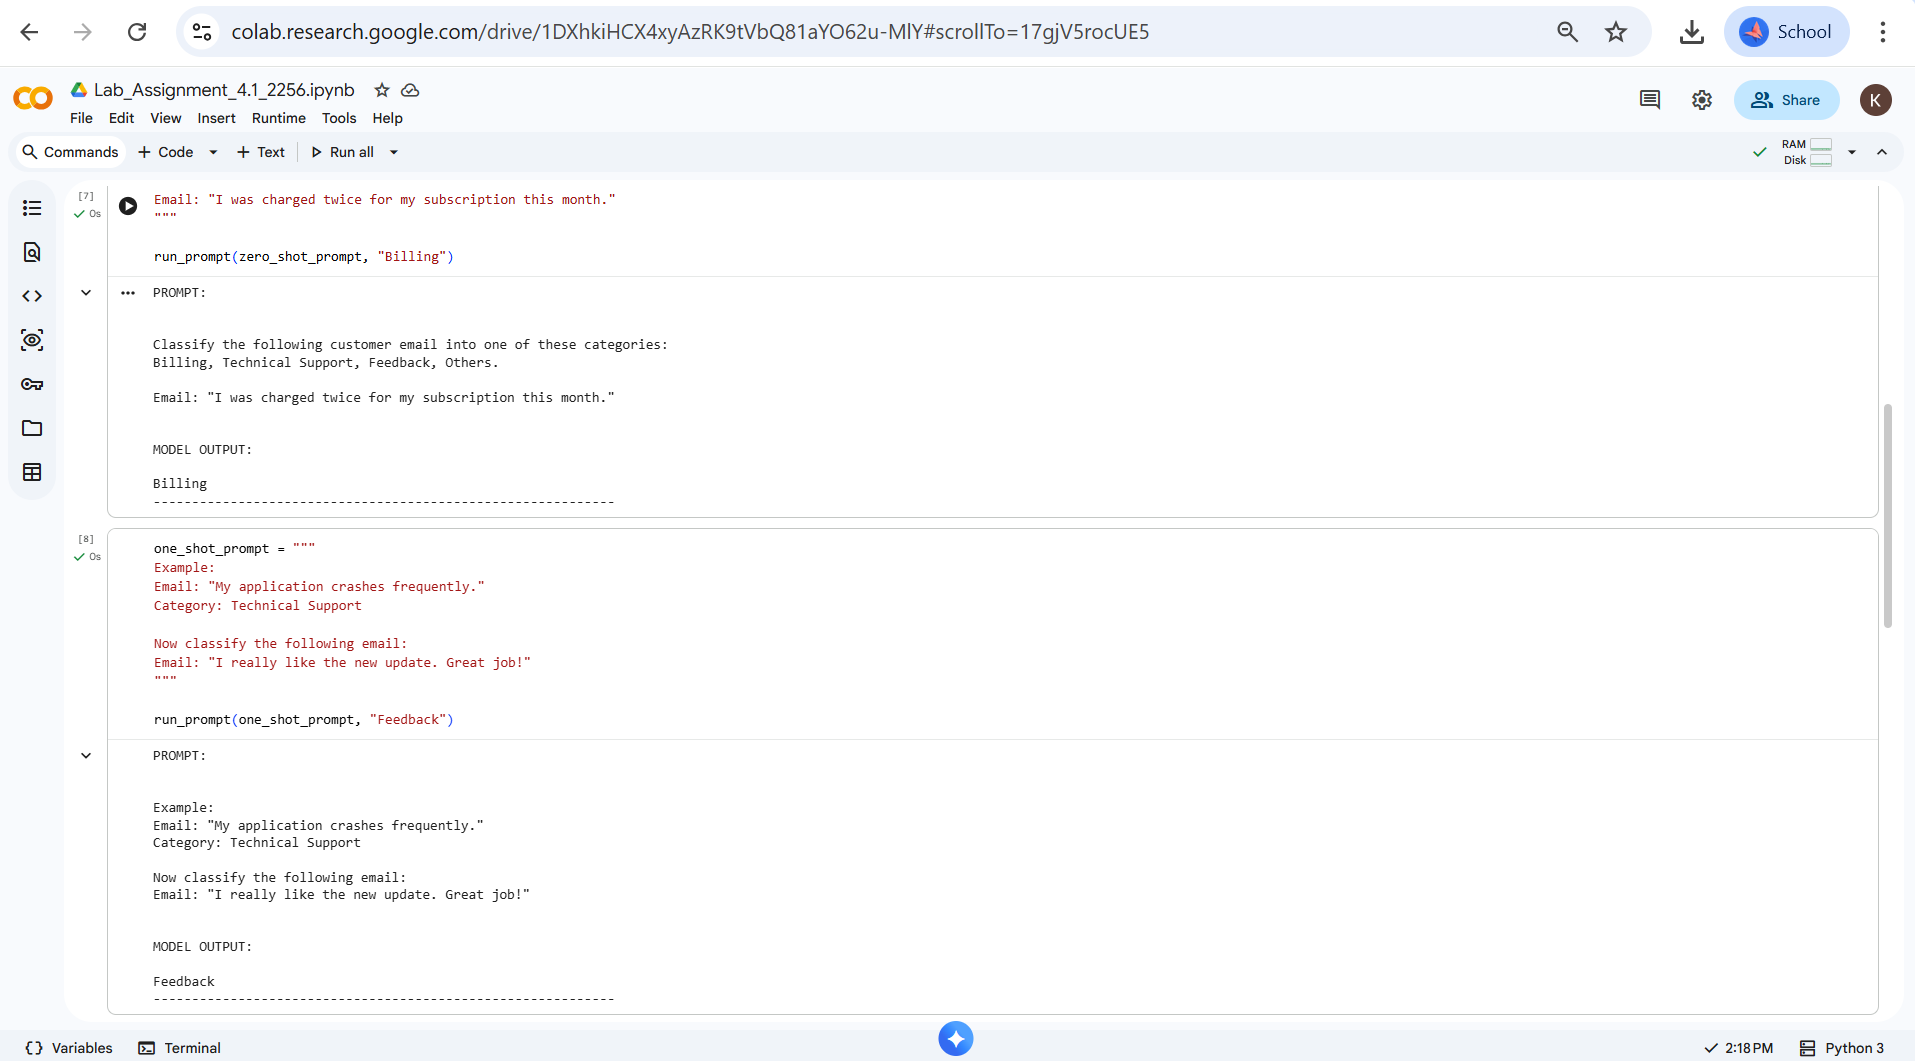 colab.research.google.com/drive/1DXhkiHCX4xyAzRK9tVbQ81aYO62u-MlY#scrollTo=17gjV5rocUE5
School
Lab_Assignment_4.1_2256.ipynb
File Edit View Insert Runtime Tools Help
Share
K
Commands + Code + Text Run all
RAM
Disk
[7]
0s
Email: "I was charged twice for my subscription this month."
"""
run_prompt(zero_shot_prompt, "Billing")
PROMPT:
Classify the following customer email into one of these categories:
Billing, Technical Support, Feedback, Others.
Email: "I was charged twice for my subscription this month."
MODEL OUTPUT:
Billing
------------------------------------------------------------
[8]
0s
one_shot_prompt = """
Example:
Email: "My application crashes frequently."
Category: Technical Support
Now classify the following email:
Email: "I really like the new update. Great job!"
"""
run_prompt(one_shot_prompt, "Feedback")
PROMPT:
Example:
Email: "My application crashes frequently."
Category: Technical Support
Now classify the following email:
Email: "I really like the new update. Great job!"
MODEL OUTPUT:
Feedback
------------------------------------------------------------
Variables Terminal
2:18 PM Python 3